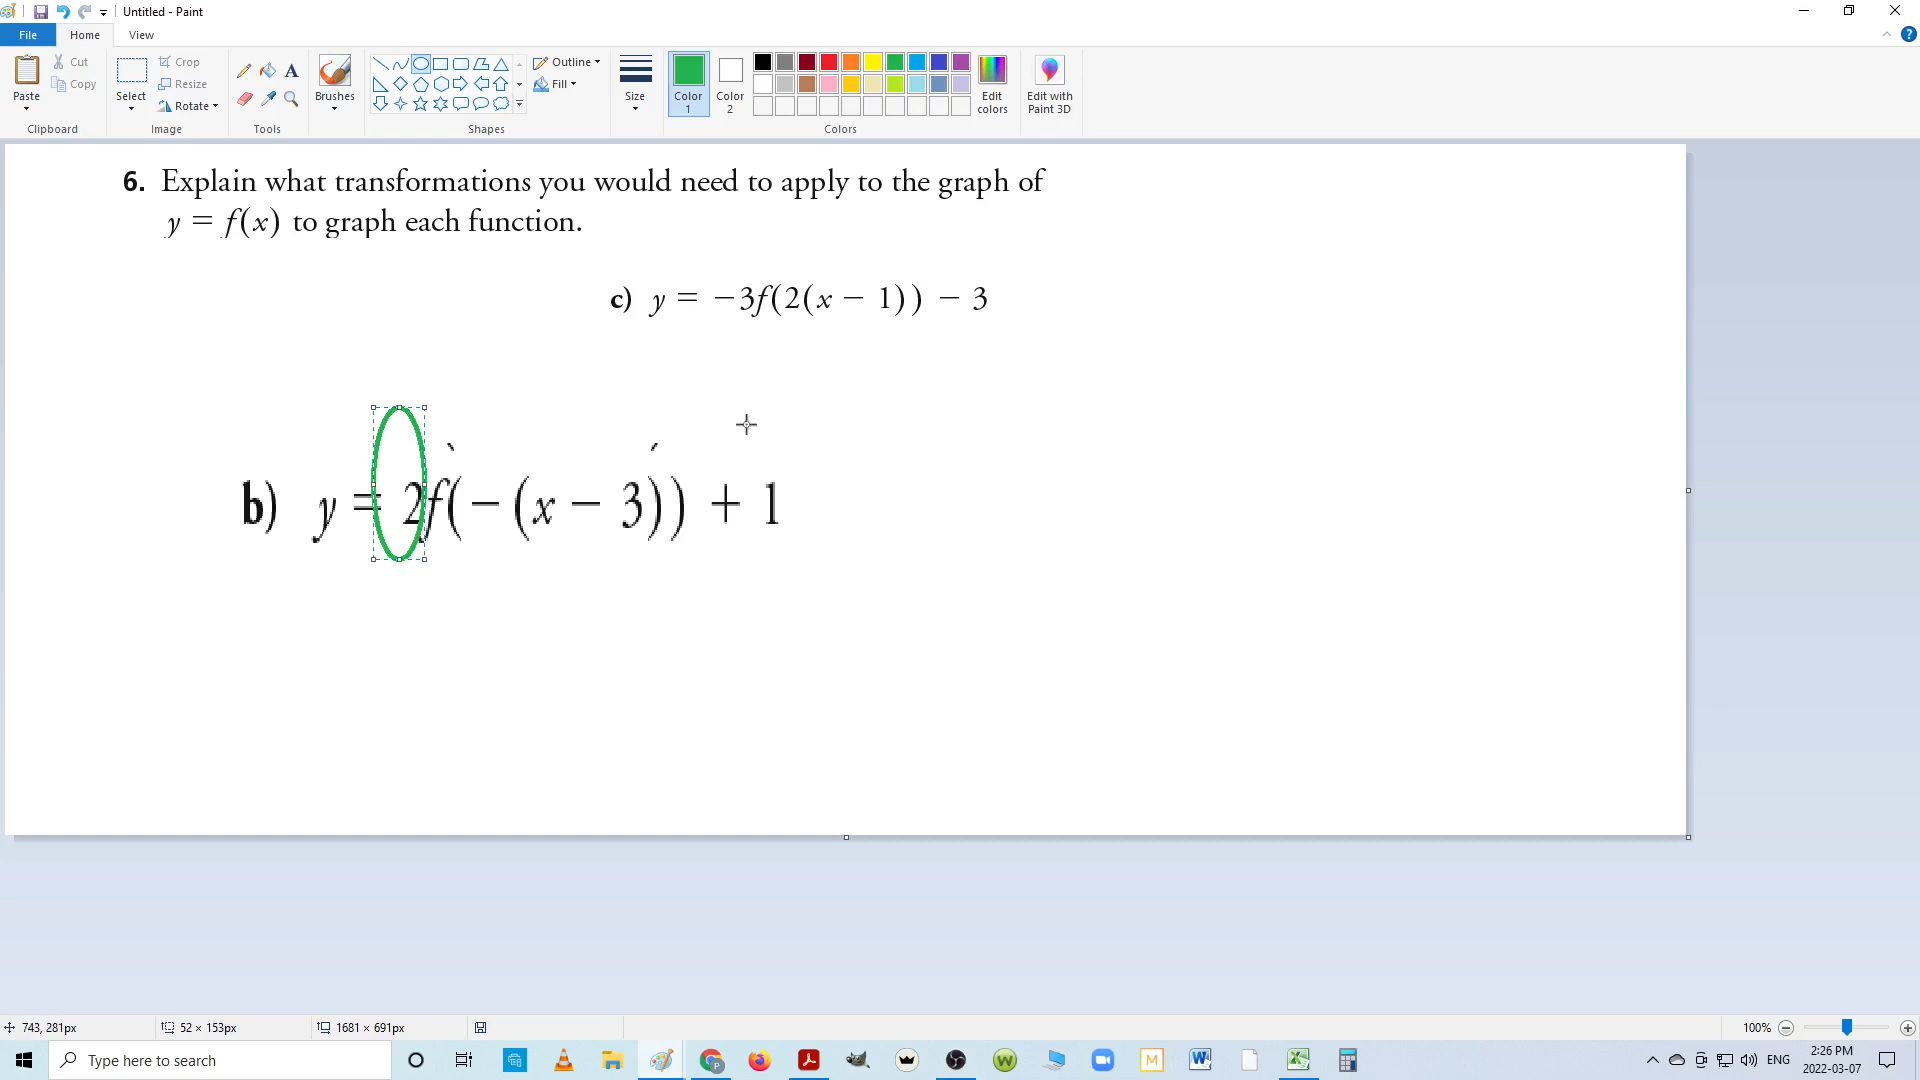 Untitled - Paint
File Home View
Paste
Cut
Copy
Clipboard
Select
Crop
Resize
Rotate
Image
A
Tools
Brushes
Shapes
Outline
Fill
Size
Color 1
Color 2
Edit colors
Edit with Paint 3D
Colors
6. Explain what transformations you would need to apply to the graph of
y = f(x) to graph each function.
c) y = −3f(2(x − 1)) − 3
b) y = 2f(−(x − 3)) + 1
743, 281px 52 × 153px 1681 × 691px 100%
Type here to search
ENG
2:26 PM
2022-03-07